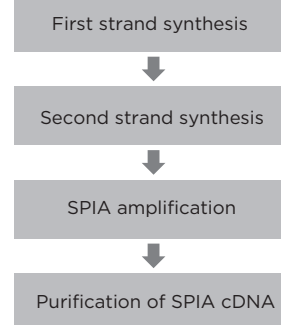 First strand synthesis
Second strand synthesis
SPIA amplification
Purification of SPIA cDNA